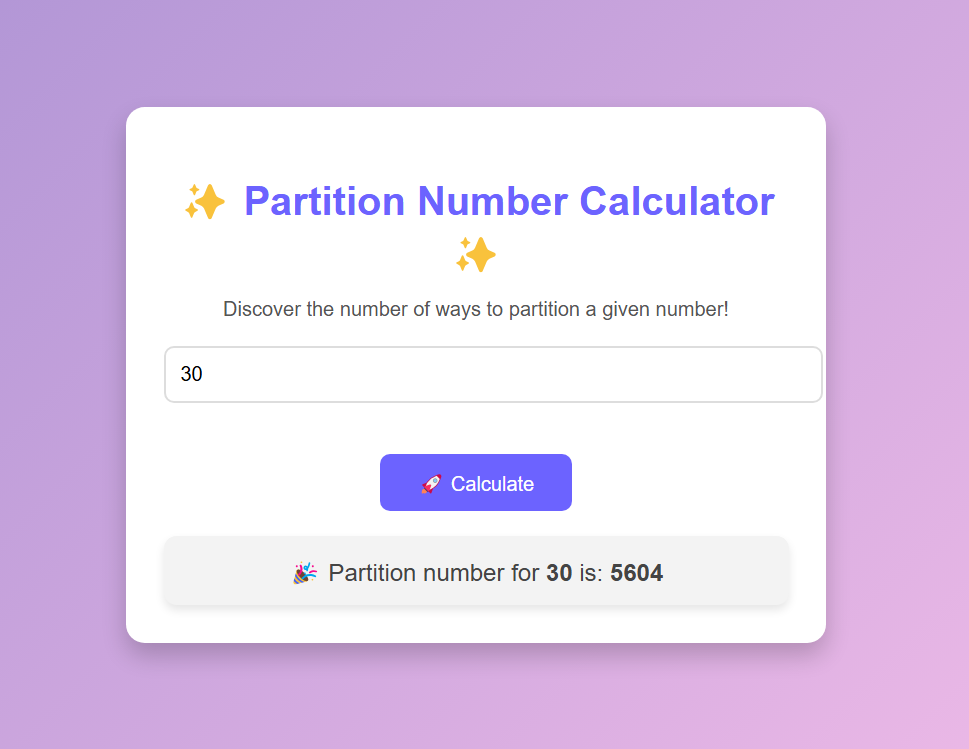 ✨ Partition Number Calculator
✨
Discover the number of ways to partition a given number!
30
🚀 Calculate
🎉 Partition number for 30 is: 5604